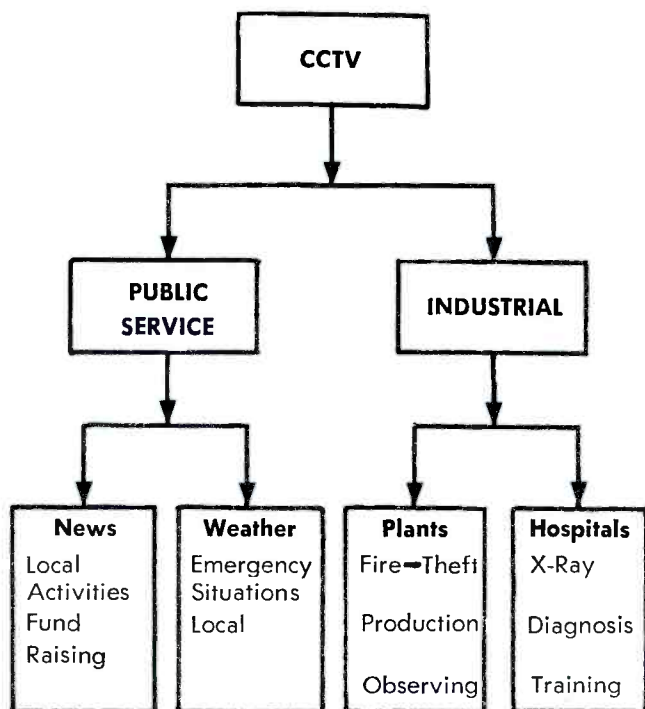 CCTV
PUBLIC
SERVICE
INDUSTRIAL
News
Local
Activities
Fund
Raising
Weather
Emergency
Situations
Local
Plants
Fire➡Theft
Production
Observing
Hospitals
X-Ray
Diagnosis
Training